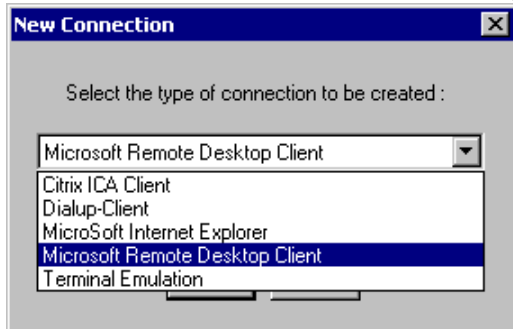 New Connection
Select the type of connection to be created :
Microsoft Remote Desktop Client
Citrix ICA Client
Dialup-Client
MicroSoft Internet Explorer
Microsoft Remote Desktop Client
Terminal Emulation